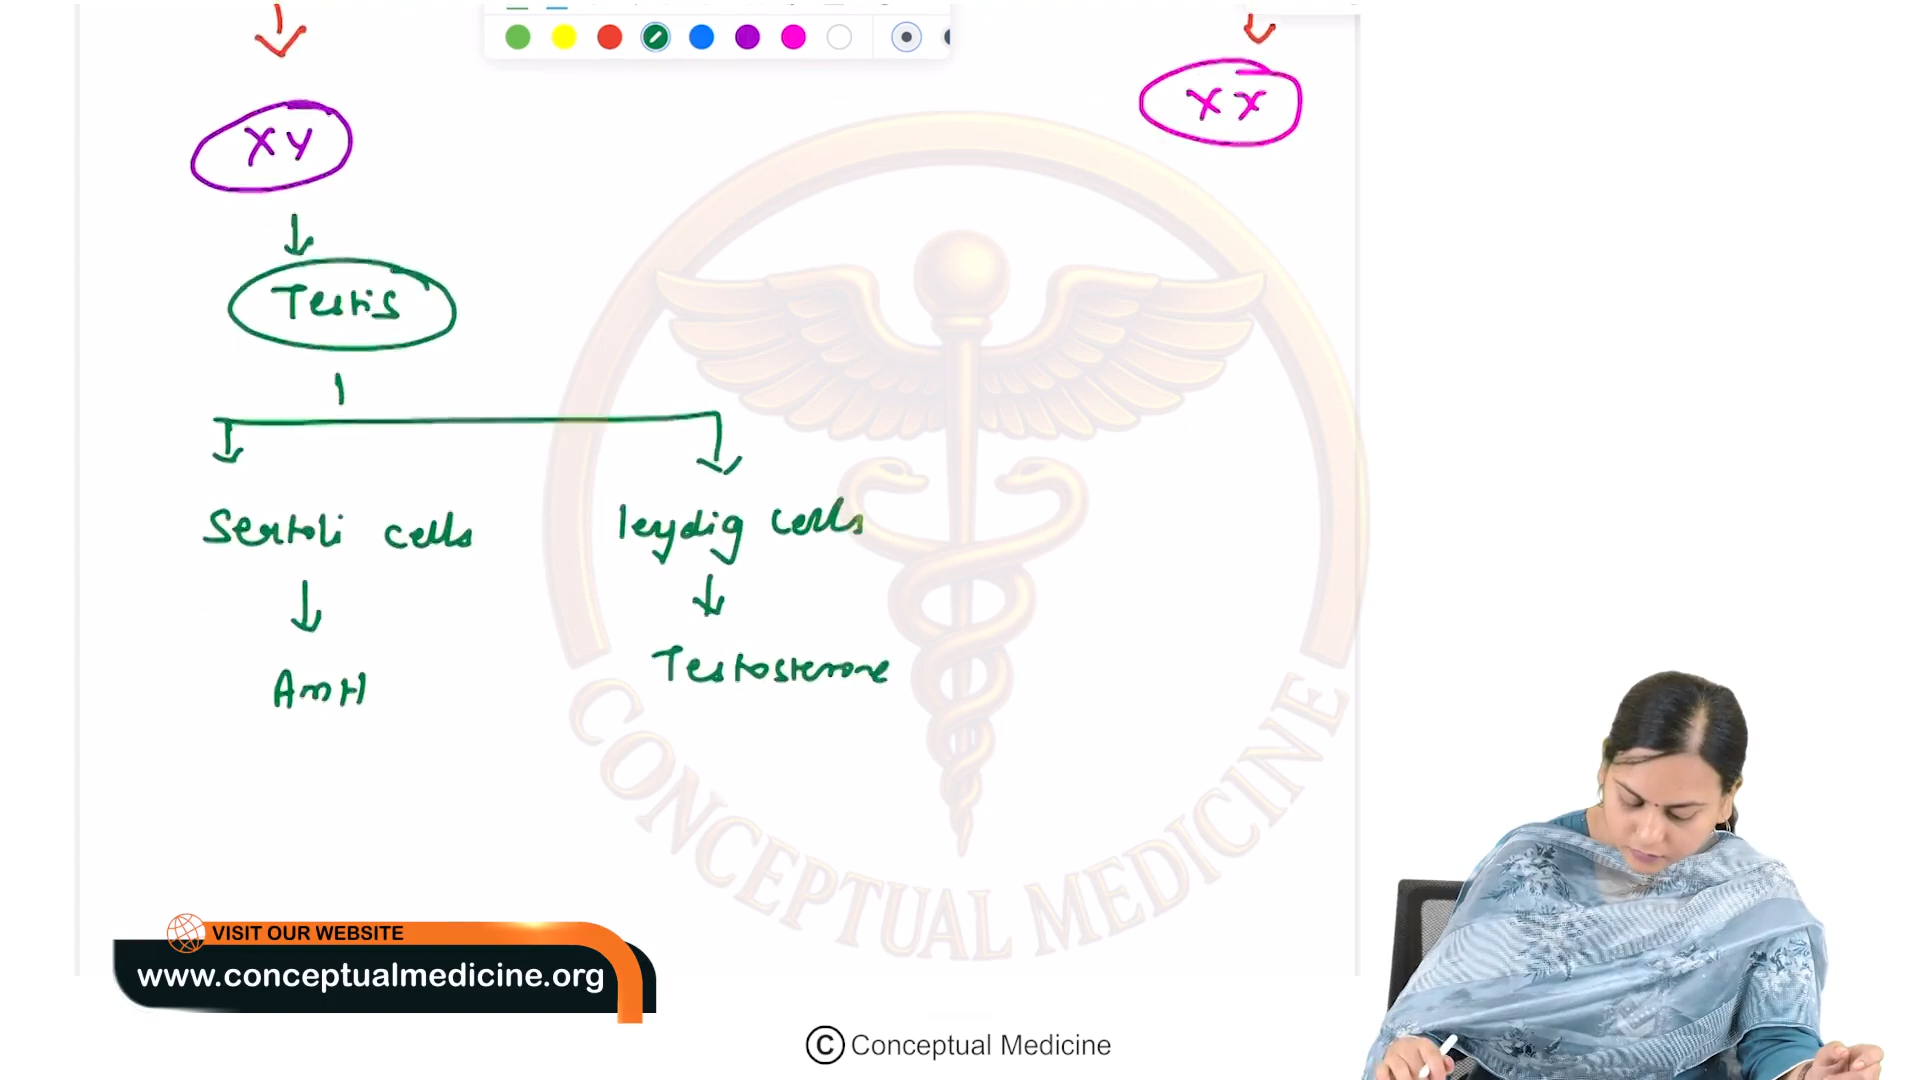 XX
XY
Testis
Sertoli cells
leydig cells
Testosterone
AMH
CONCEPTUAL MEDICINE
VISIT OUR WEBSITE
www.conceptualmedicine.org
© Conceptual Medicine